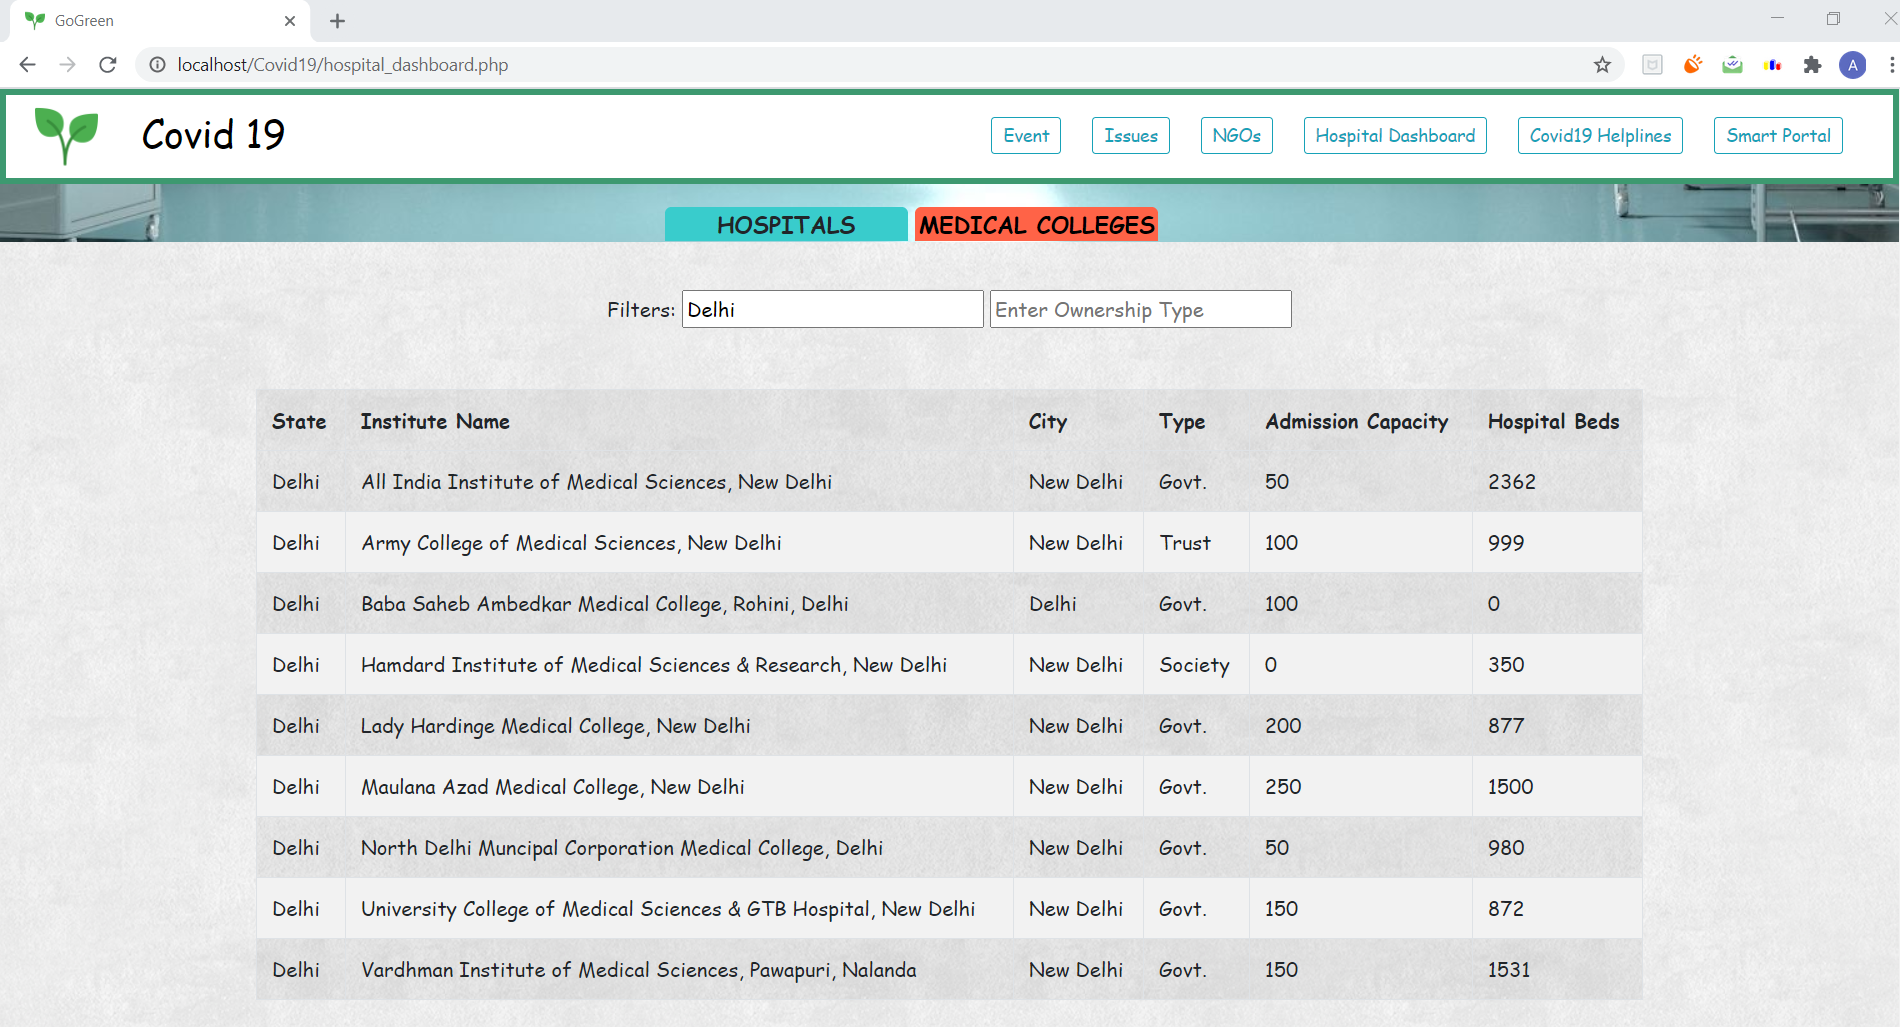 GoGreen
localhost/Covid19/hospital_dashboard.php
A
Covid 19
Event Issues NGOs Hospital Dashboard Covid19 Helplines Smart Portal
HOSPITALS MEDICAL COLLEGES
Filters: Delhi Enter Ownership Type
State Institute Name City Type Admission Capacity Hospital Beds
Delhi All India Institute of Medical Sciences, New Delhi New Delhi Govt. 50 2362
Delhi Army College of Medical Sciences, New Delhi New Delhi Trust 100 999
Delhi Baba Saheb Ambedkar Medical College, Rohini, Delhi Delhi Govt. 100 0
Delhi Hamdard Institute of Medical Sciences & Research, New Delhi New Delhi Society 0 350
Delhi Lady Hardinge Medical College, New Delhi New Delhi Govt. 200 877
Delhi Maulana Azad Medical College, New Delhi New Delhi Govt. 250 1500
Delhi North Delhi Muncipal Corporation Medical College, Delhi New Delhi Govt. 50 980
Delhi University College of Medical Sciences & GTB Hospital, New Delhi New Delhi Govt. 150 872
Delhi Vardhman Institute of Medical Sciences, Pawapuri, Nalanda New Delhi Govt. 150 1531